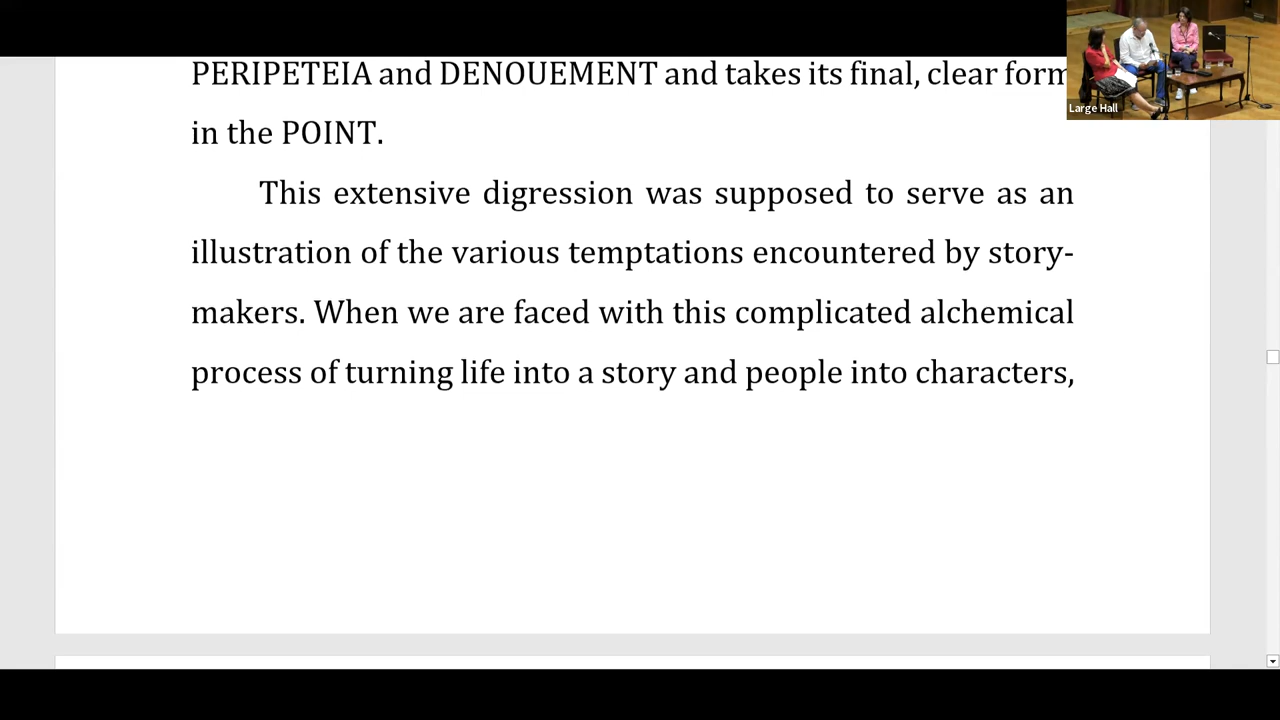 PERIPETEIA and DENOUEMENT and takes its final, clear form
in the POINT.
This extensive digression was supposed to serve as an
illustration of the various temptations encountered by story-
makers. When we are faced with this complicated alchemical
process of turning life into a story and people into characters,
Large Hall